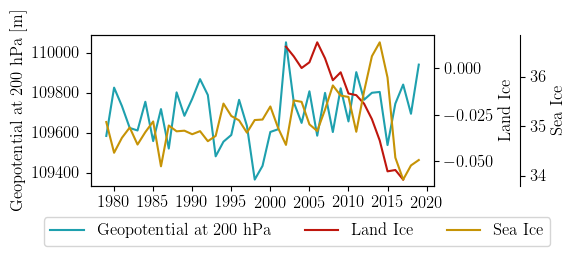 Geopotential at 200 hPa [m]
110000
109800
109600
109400
0.000
−0.025
−0.050
Land Ice
36
35
34
Sea Ice
1980 1985 1990 1995 2000 2005 2010 2015 2020
Geopotential at 200 hPa Land Ice Sea Ice